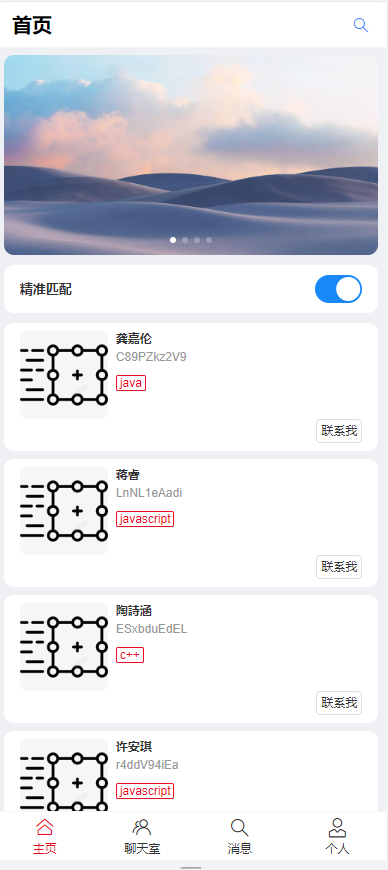 首页
精准匹配
龚嘉伦
C89PZkz2V9
java
联系我
蒋睿
LnNL1eAadi
javascript
联系我
陶詩涵
ESxbduEdEL
c++
联系我
许安琪
r4ddV94iEa
javascript
主页 聊天室 消息 个人